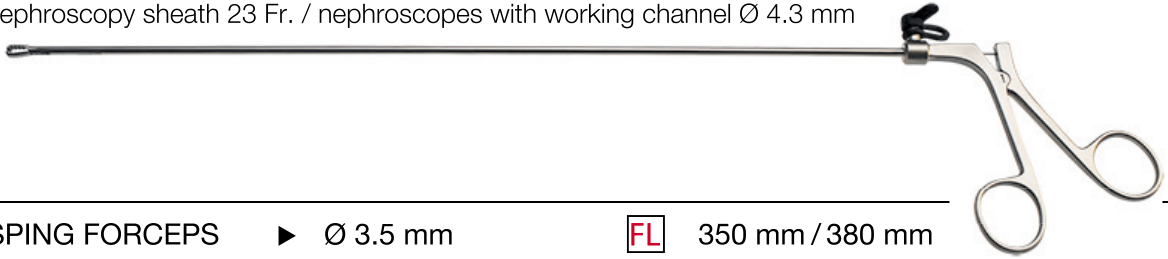 ephroscopy sheath 23 Fr. / nephroscopes with working channel Ø 4.3 mm
SPING FORCEPS ▶ Ø 3.5 mm FL 350 mm / 380 mm